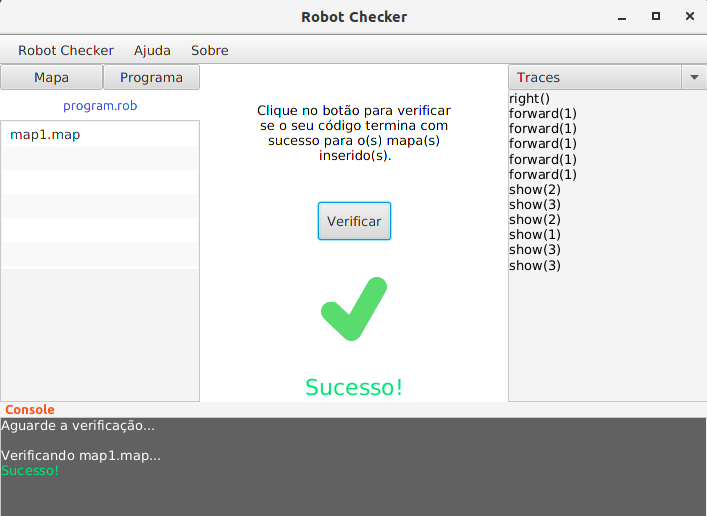 Robot Checker
Robot Checker Ajuda Sobre
Mapa Programa
program.rob
map1.map
Clique no botão para verificar
se o seu código termina com
sucesso para o(s) mapa(s)
inserido(s).
Verificar
Sucesso!
Traces
right()
forward(1)
forward(1)
forward(1)
forward(1)
forward(1)
show(2)
show(3)
show(2)
show(1)
show(3)
show(3)
Console
Aguarde a verificação...
Verificando map1.map...
Sucesso!